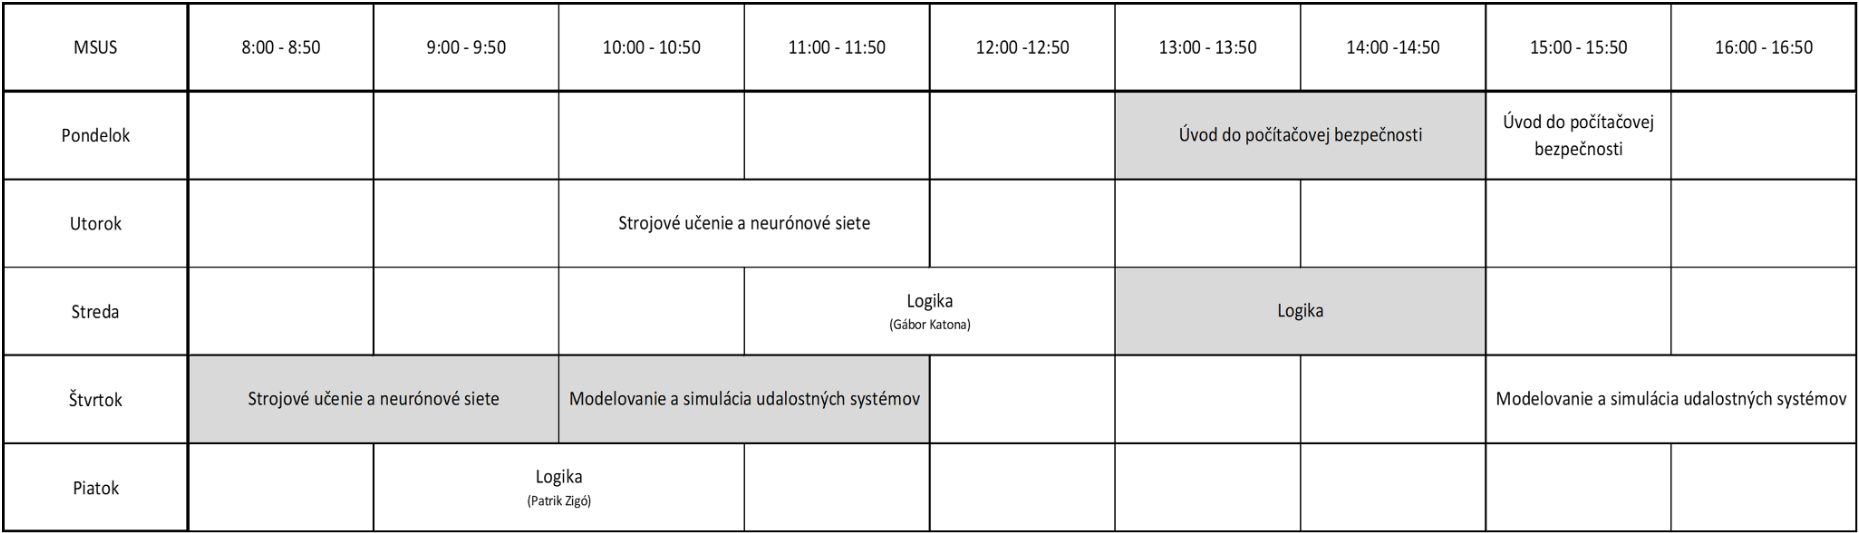 MSUS 8:00 - 8:50 9:00 - 9:50 10:00 - 10:50 11:00 - 11:50 12:00 -12:50 13:00 - 13:50 14:00 -14:50 15:00 - 15:50 16:00 - 16:50
Pondelok
Úvod do počítačovej bezpečnosti
Úvod do počítačovej
bezpečnosti
Utorok
Strojové učenie a neurónové siete
Streda
Logika
(Gábor Katona)
Logika
Štvrtok
Strojové učenie a neurónové siete
Modelovanie a simulácia udalostných systémov
Modelovanie a simulácia udalostných systémov
Piatok
Logika
(Patrik Zigó)